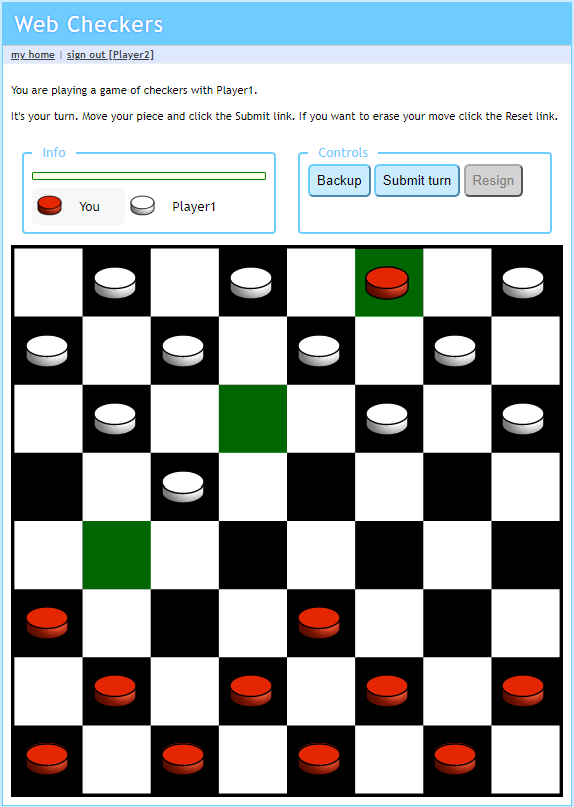 Web Checkers
my home | sign out [Player2]
You are playing a game of checkers with Player1.
It's your turn. Move your piece and click the Submit link. If you want to erase your move click the Reset link.
Info
You
Player1
Controls
Backup
Submit turn
Resign